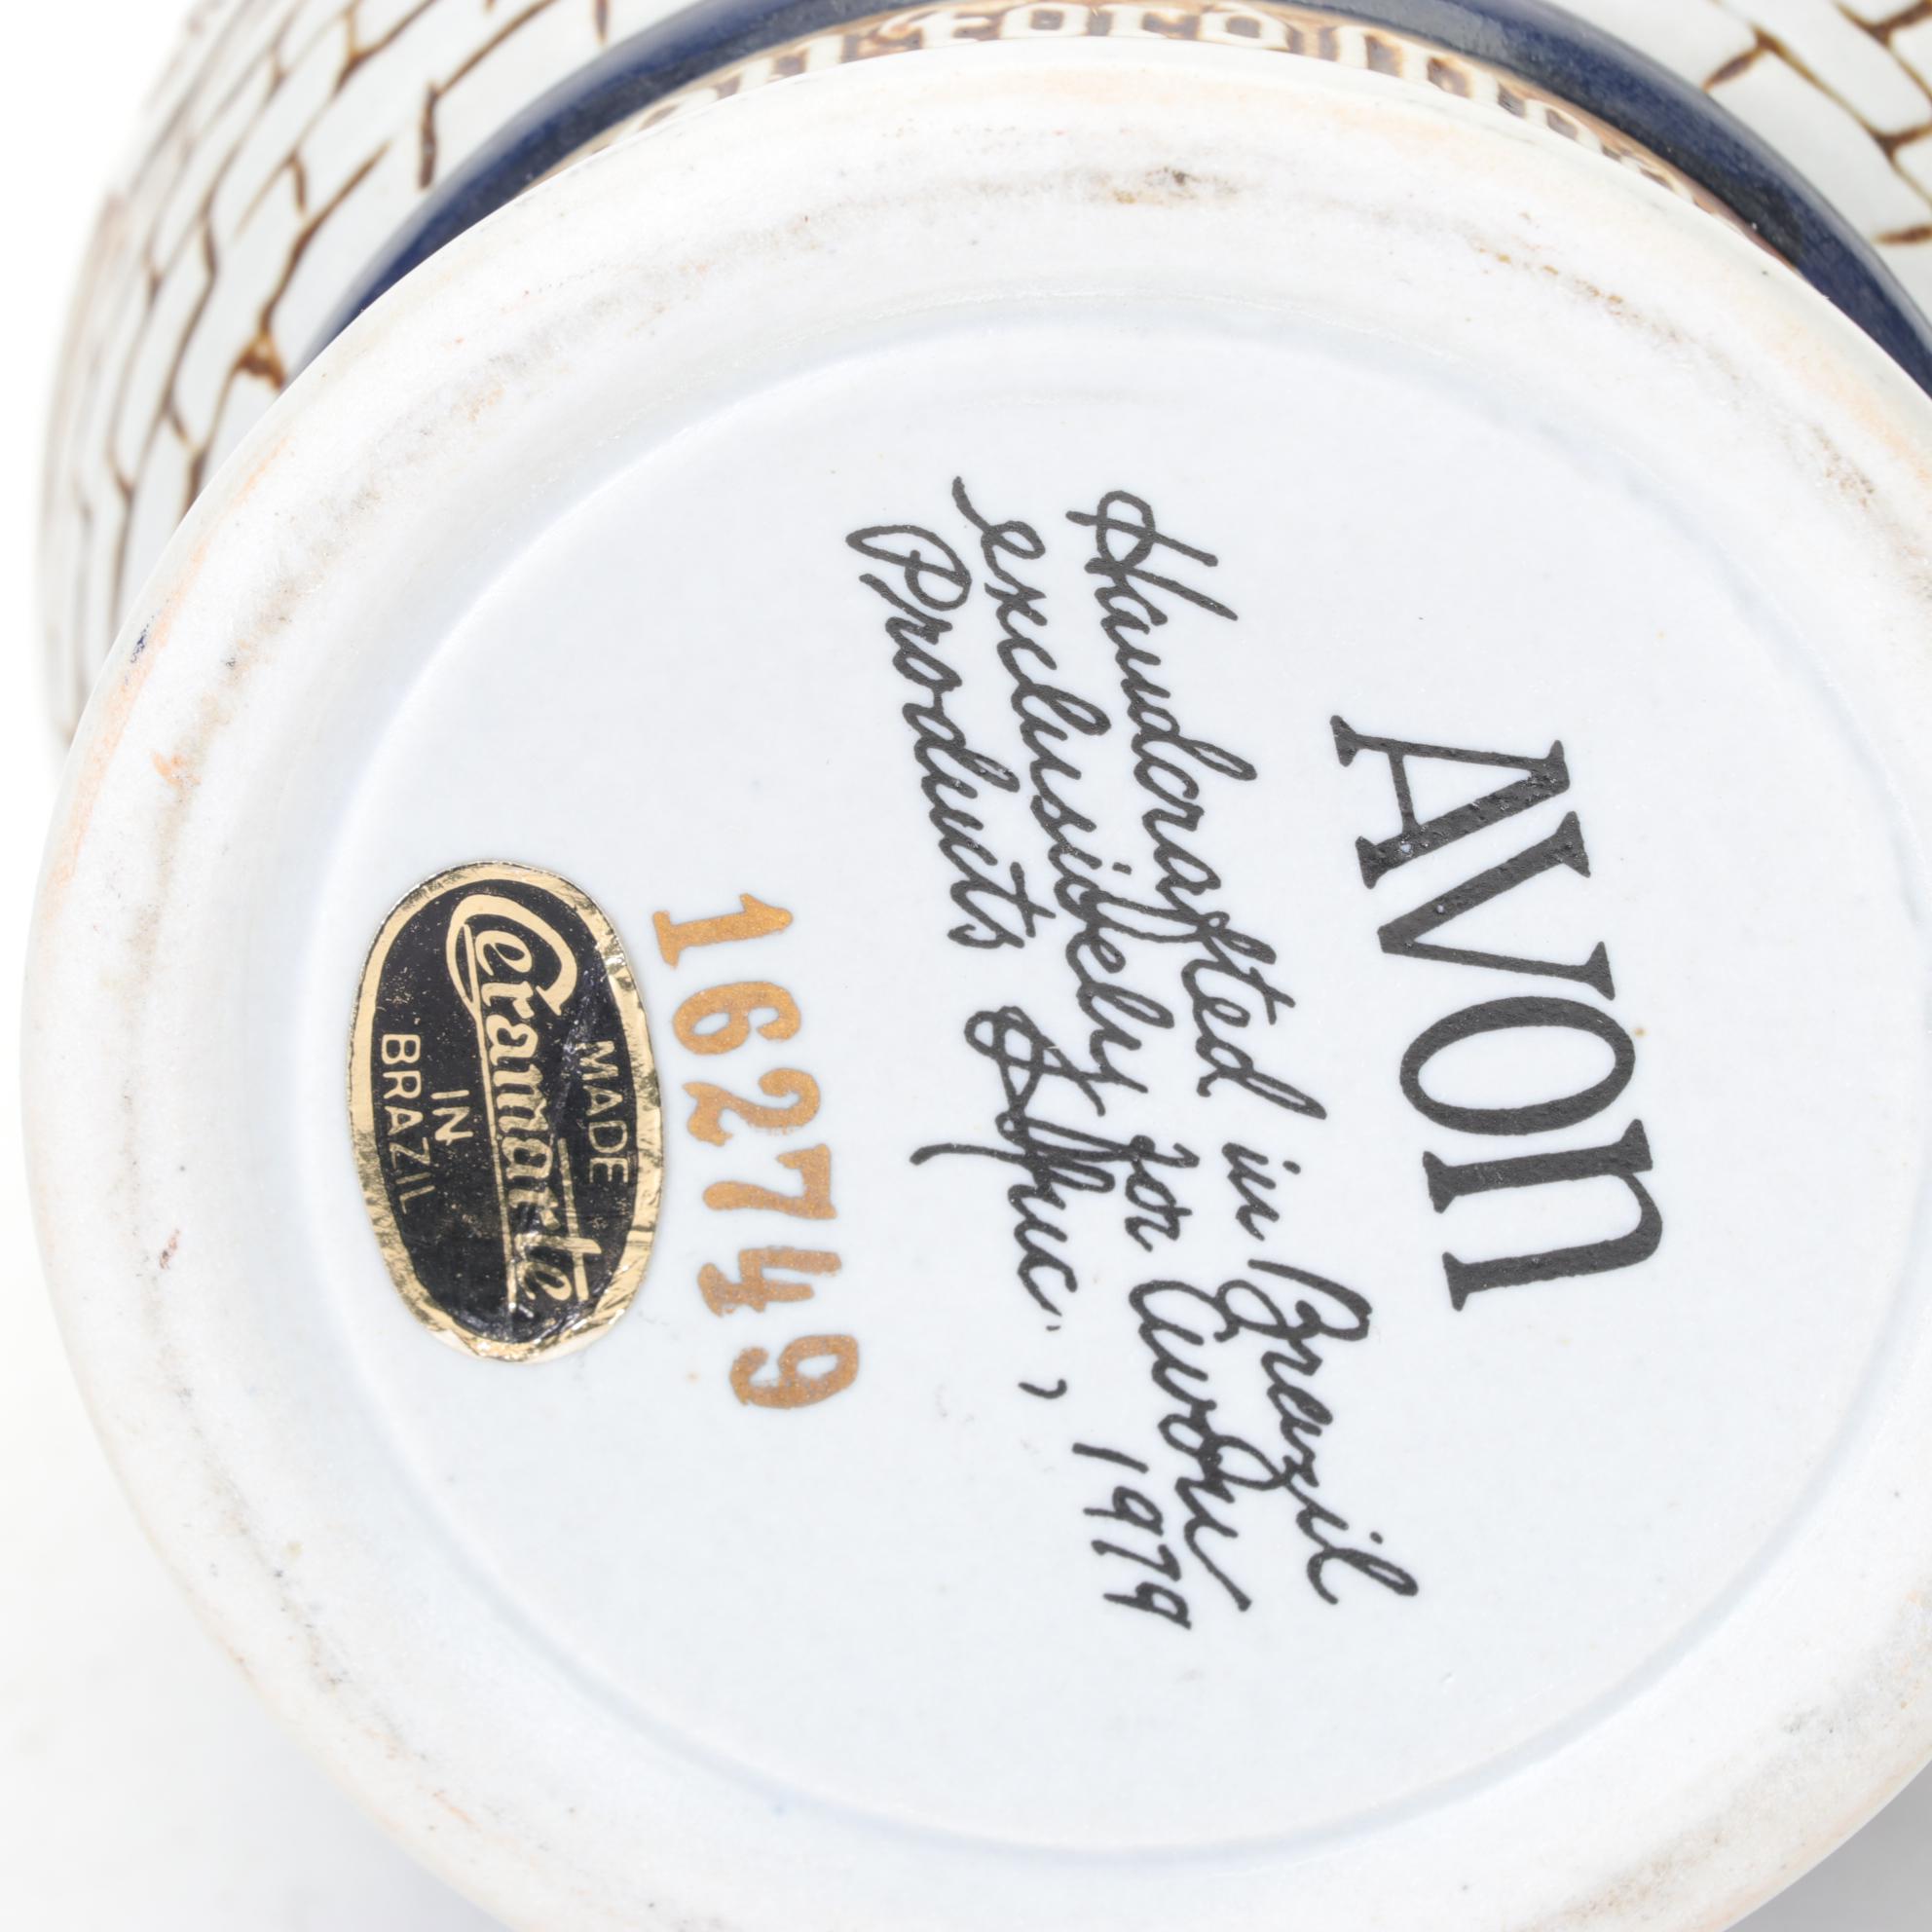 AVON
Handcrafted in Brazil
exclusively for Avon
Products, Inc., 1979
162749
MADE
Ceramarte
IN
BRAZIL